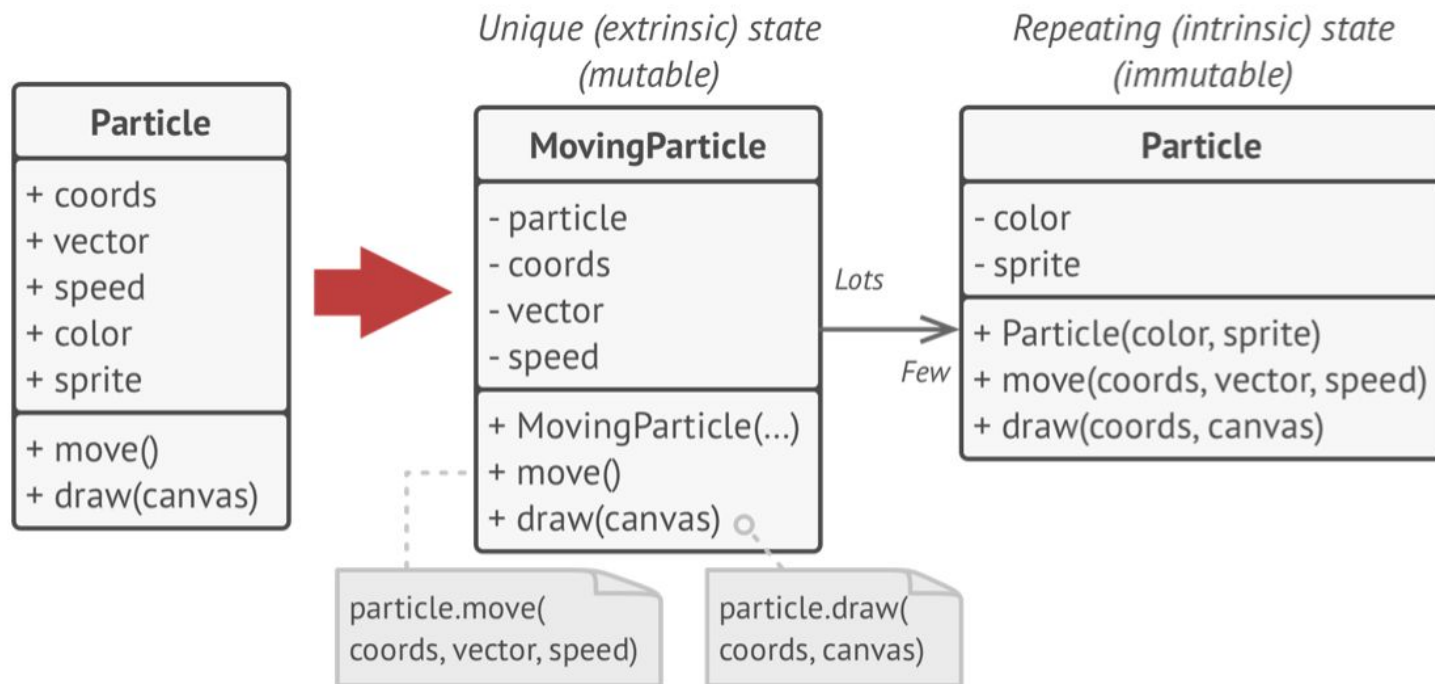 Particle
+ coords
+ vector
+ speed
+ color
+ sprite
+ move()
+ draw(canvas)
Unique (extrinsic) state
(mutable)
MovingParticle
- particle
- coords
- vector
- speed
+ MovingParticle(...)
+ move()
+ draw(canvas)
particle.move(
coords, vector, speed)
particle.draw(
coords, canvas)
Lots
Few
Repeating (intrinsic) state
(immutable)
Particle
- color
- sprite
+ Particle(color, sprite)
+ move(coords, vector, speed)
+ draw(coords, canvas)